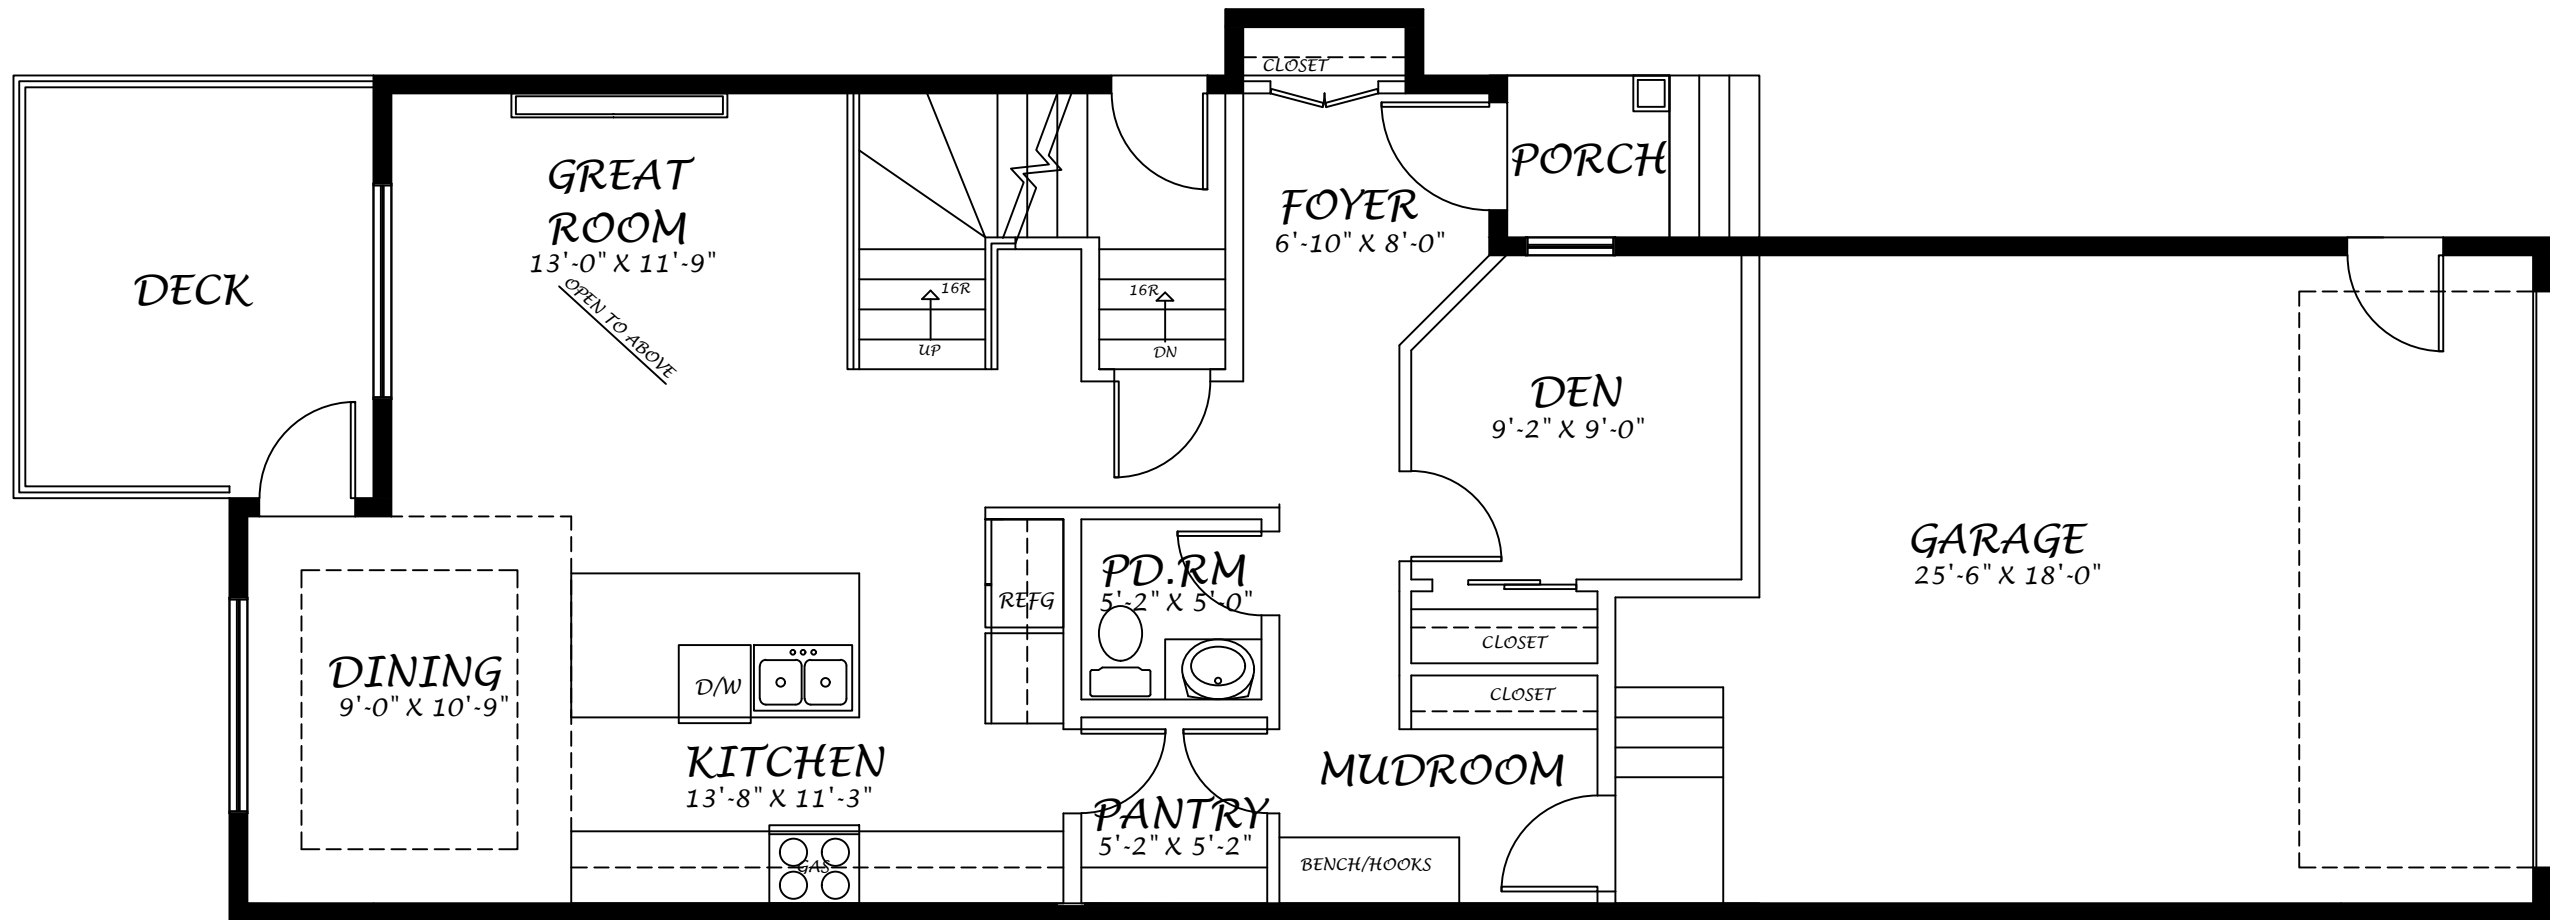 CLOSET
GREAT
ROOM
13'-0" X 11'-9"
OPEN TO ABOVE
DECK
16R
UP
16R
DN
FOYER
6'-10" X 8'-0"
PORCH
DEN
9'-2" X 9'-0"
GARAGE
25'-6" X 18'-0"
PD.RM
5'-2" X 5'-0"
REFG
CLOSET
CLOSET
DINING
9'-0" X 10'-9"
D/W
KITCHEN
13'-8" X 11'-3"
GAS
PANTRY
5'-2" X 5'-2"
MUDROOM
BENCH/HOOKS